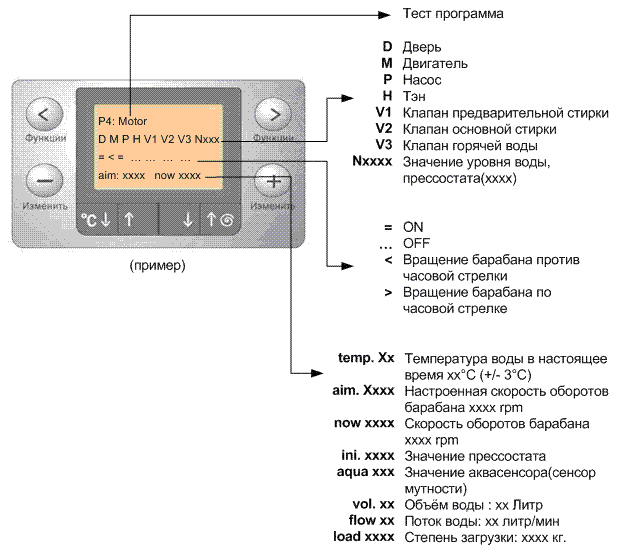 Тест программа
D Дверь
M Двигатель
P Насос
H Тэн
V1 Клапан предварительной стирки
V2 Клапан основной стирки
V3 Клапан горячей воды
Nxxxx Значение уровня воды,
прессостата(xxxx)
P4: Motor
D M P H V1 V2 V3 Nxxx
= < = ... ... ... ...
aim: xxxx now xxxx
<
Функции
>
Функции
−
Изменить
+
Изменить
°C ↓ ↑ ↓ ↑
(пример)
= ON
... OFF
< Вращение барабана против
часовой стрелки
> Вращение барабана по
часовой стрелке
temp. Xx Температура воды в настоящее
время xx°C (+/- 3°C)
aim. Xxxx Настроенная скорость оборотов
барабана xxxx rpm
now xxxx Скорость оборотов барабана
xxxx rpm
ini. xxxx Значение прессостата
aqua xxx Значение аквасенсора(сенсор
мутности)
vol. xx Объём воды : xx Литр
flow xx Поток воды: xx литр/мин
load xxxx Степень загрузки: xxxx кг.